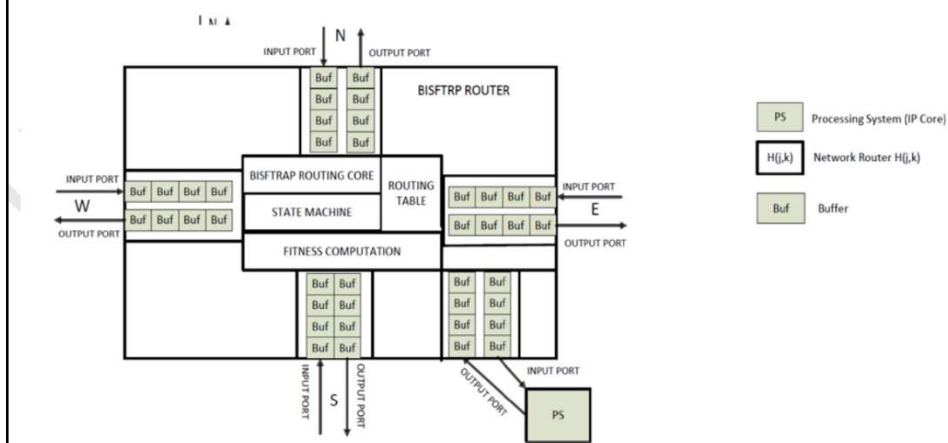 N
INPUT PORT
OUTPUT PORT
Buf Buf
Buf Buf
Buf Buf
Buf Buf
BISFTRP ROUTER
PS Processing System (IP Core)
H(j,k) Network Router H(j,k)
Buf Buffer
INPUT PORT
W
OUTPUT PORT
Buf Buf Buf Buf
Buf Buf Buf Buf
BISFTRAP ROUTING CORE
STATE MACHINE
ROUTING
TABLE
FITNESS COMPUTATION
Buf Buf Buf Buf
Buf Buf Buf Buf
INPUT PORT
E
OUTPUT PORT
Buf Buf
Buf Buf
Buf Buf
Buf Buf
INPUT PORT
S
OUTPUT PORT
Buf Buf
Buf Buf
Buf Buf
Buf Buf
OUTPUT PORT
INPUT PORT
PS